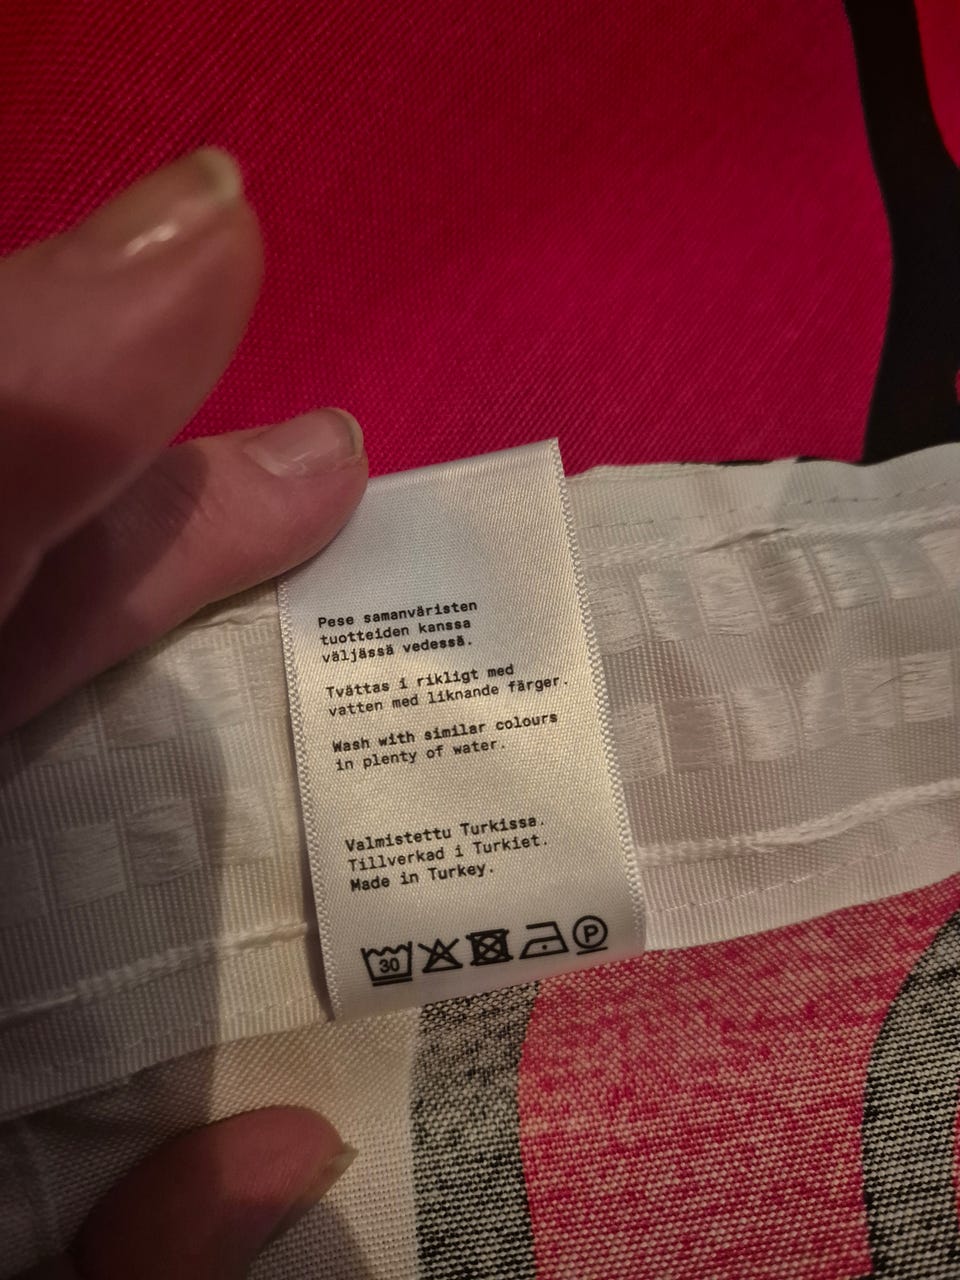 Pese samanväristen
tuotteiden kanssa
väljässä vedessä.
Tvättas i rikligt med
vatten med liknande färger.
Wash with similar colours
in plenty of water.
Valmistettu Turkissa.
Tillverkad i Turkiet.
Made in Turkey.
30 P